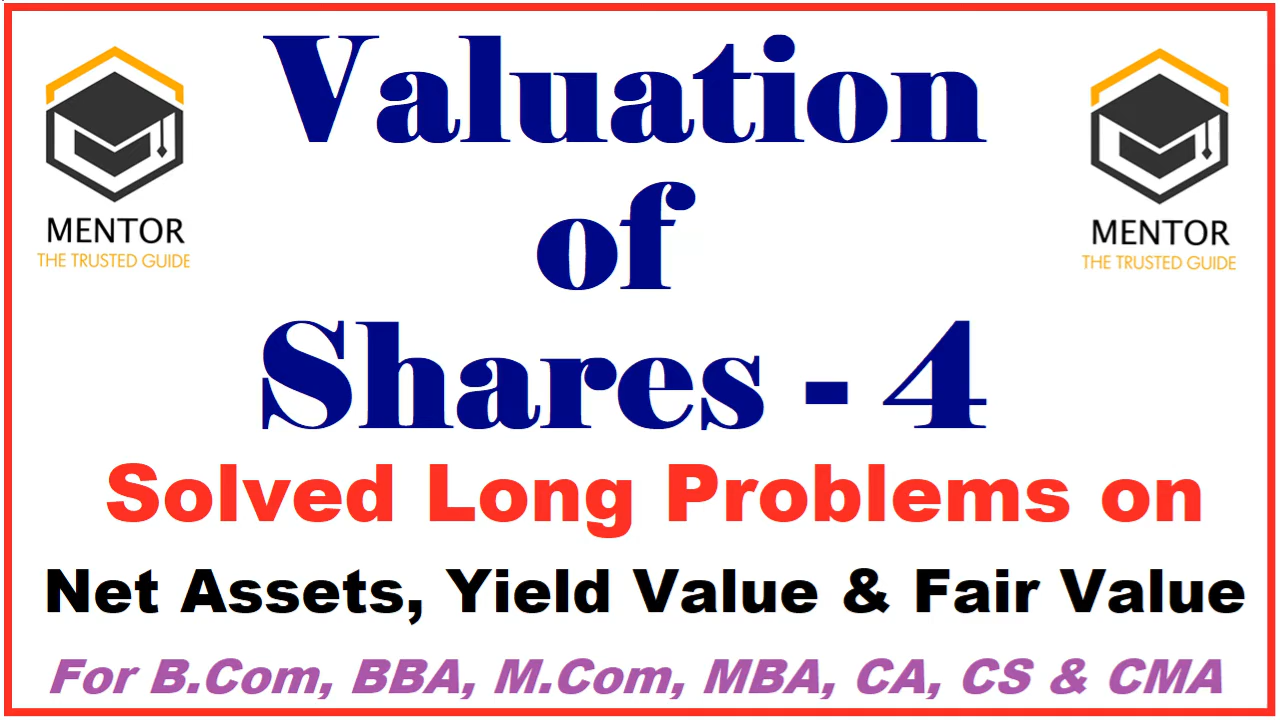 Valuation
of
Shares - 4
MENTOR
THE TRUSTED GUIDE
MENTOR
THE TRUSTED GUIDE
Solved Long Problems on
Net Assets, Yield Value & Fair Value
For B.Com, BBA, M.Com, MBA, CA, CS & CMA